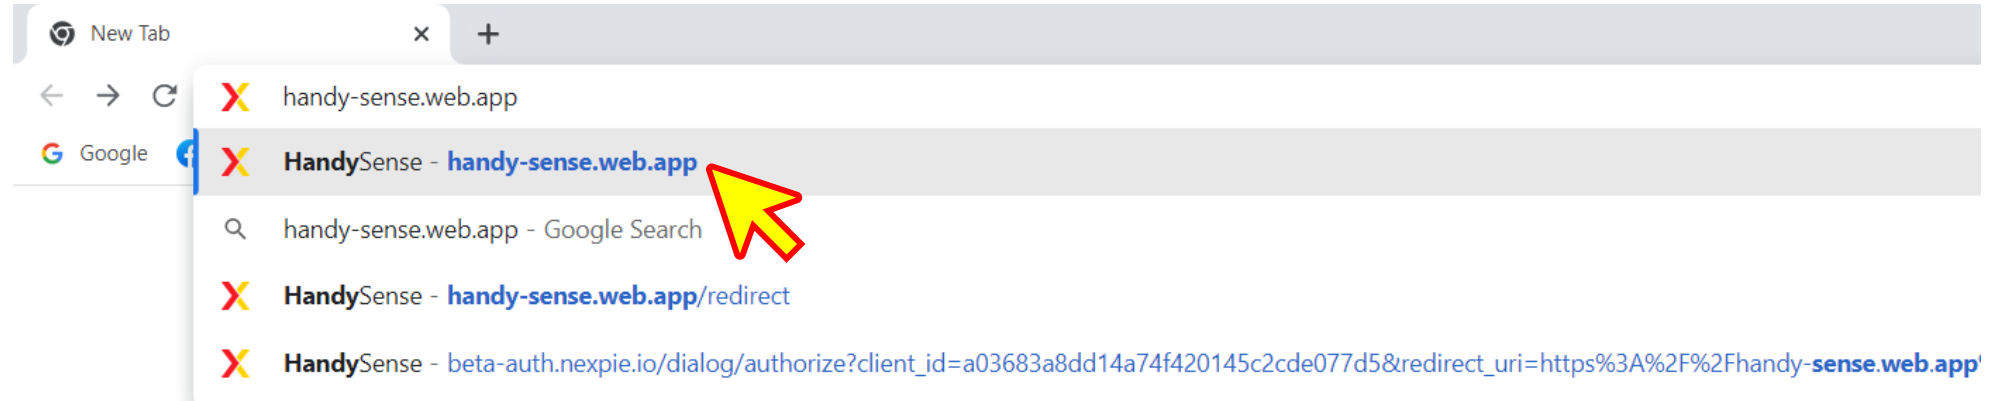 New Tab
handy-sense.web.app
Google
HandySense - handy-sense.web.app
handy-sense.web.app - Google Search
HandySense - handy-sense.web.app/redirect
HandySense - beta-auth.nexpie.io/dialog/authorize?client_id=a03683a8dd14a74f420145c2cde077d5&redirect_uri=https%3A%2F%2Fhandy-sense.web.app